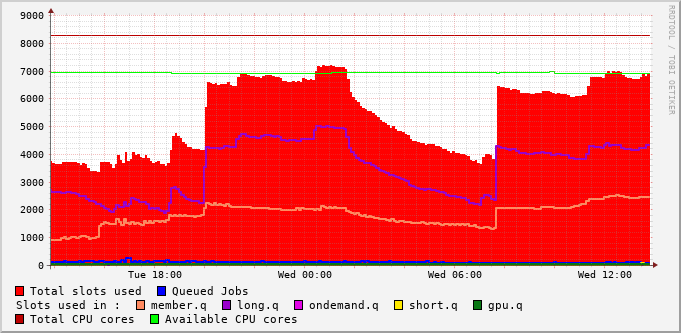 9000
8000
7000
6000
5000
4000
3000
2000
1000
0
Tue 18:00 Wed 00:00 Wed 06:00 Wed 12:00
Total slots used Queued Jobs
Slots used in : member.q long.q ondemand.q short.q gpu.q
Total CPU cores Available CPU cores
RRDTOOL / TOBI OETIKER